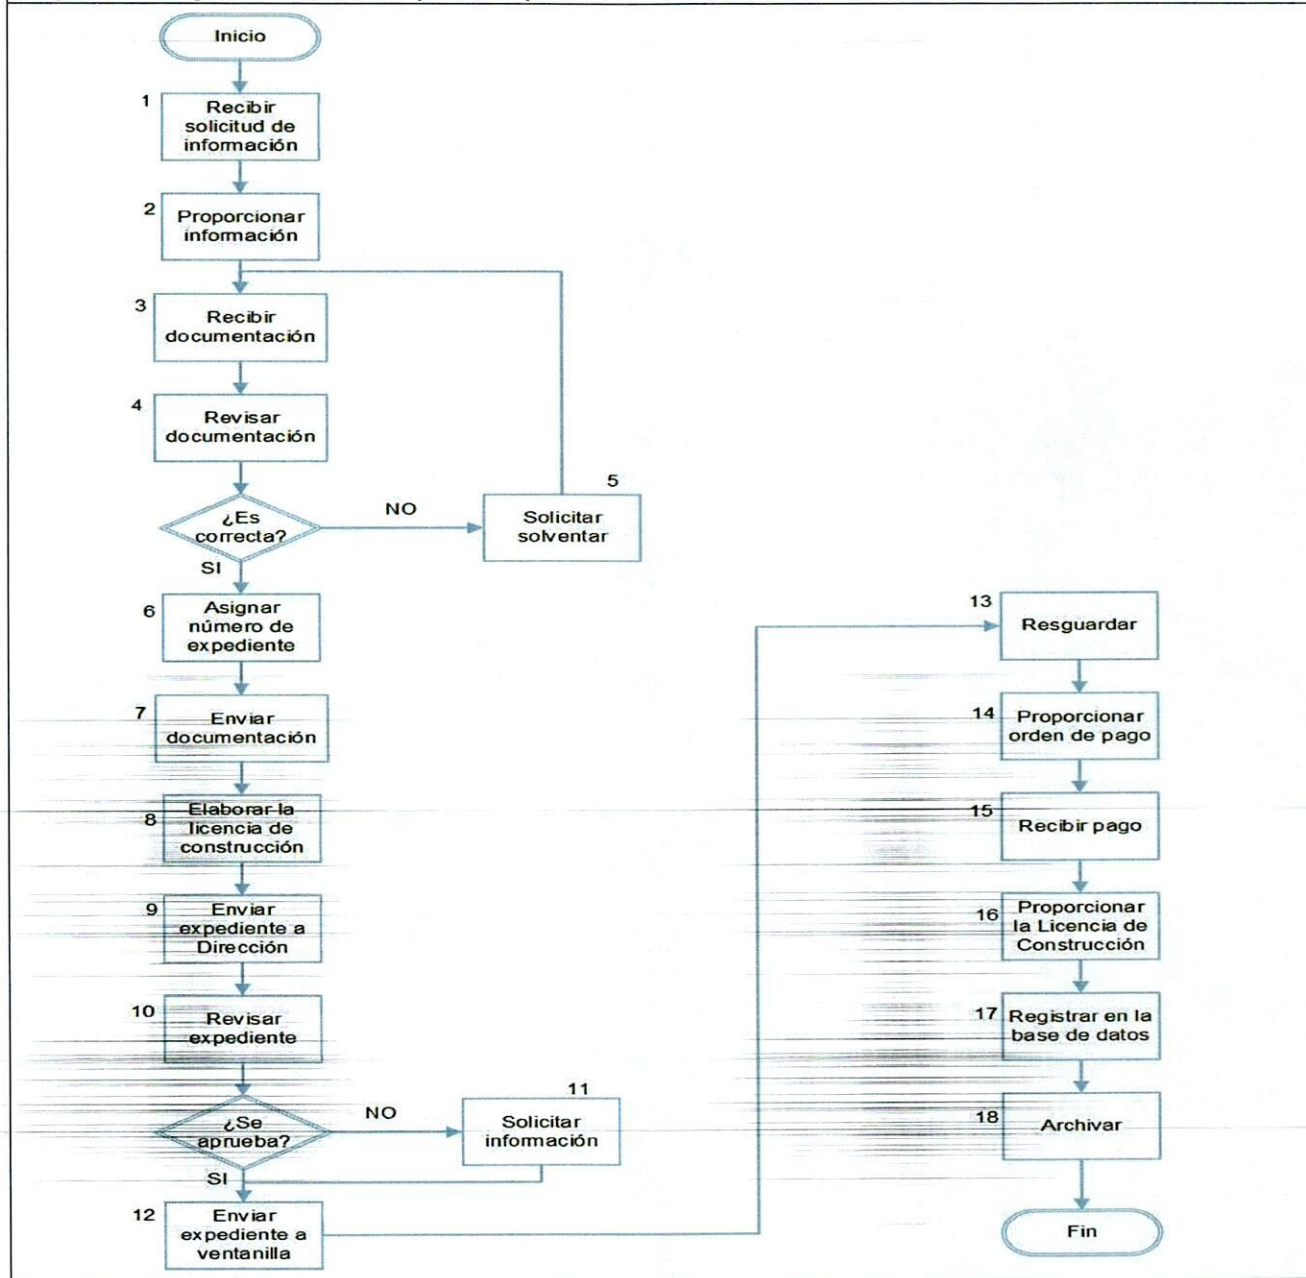 Inicio
1
Recibir
solicitud de
información
2
Proporcionar
información
3
Recibir
documentación
4
Revisar
documentación
¿Es
correcta?
NO
5
Solicitar
solventar
SI
6
Asignar
número de
expediente
7
Enviar
documentación
8
Elaborar la
licencia de
construcción
9
Enviar
expediente a
Dirección
10
Revisar
expediente
¿Se
aprueba?
NO
11
Solicitar
información
SI
12
Enviar
expediente a
ventanilla
13
Resguardar
14
Proporcionar
orden de pago
15
Recibir pago
16
Proporcionar
la Licencia de
Construcción
17
Registrar en la
base de datos
18
Archivar
Fin